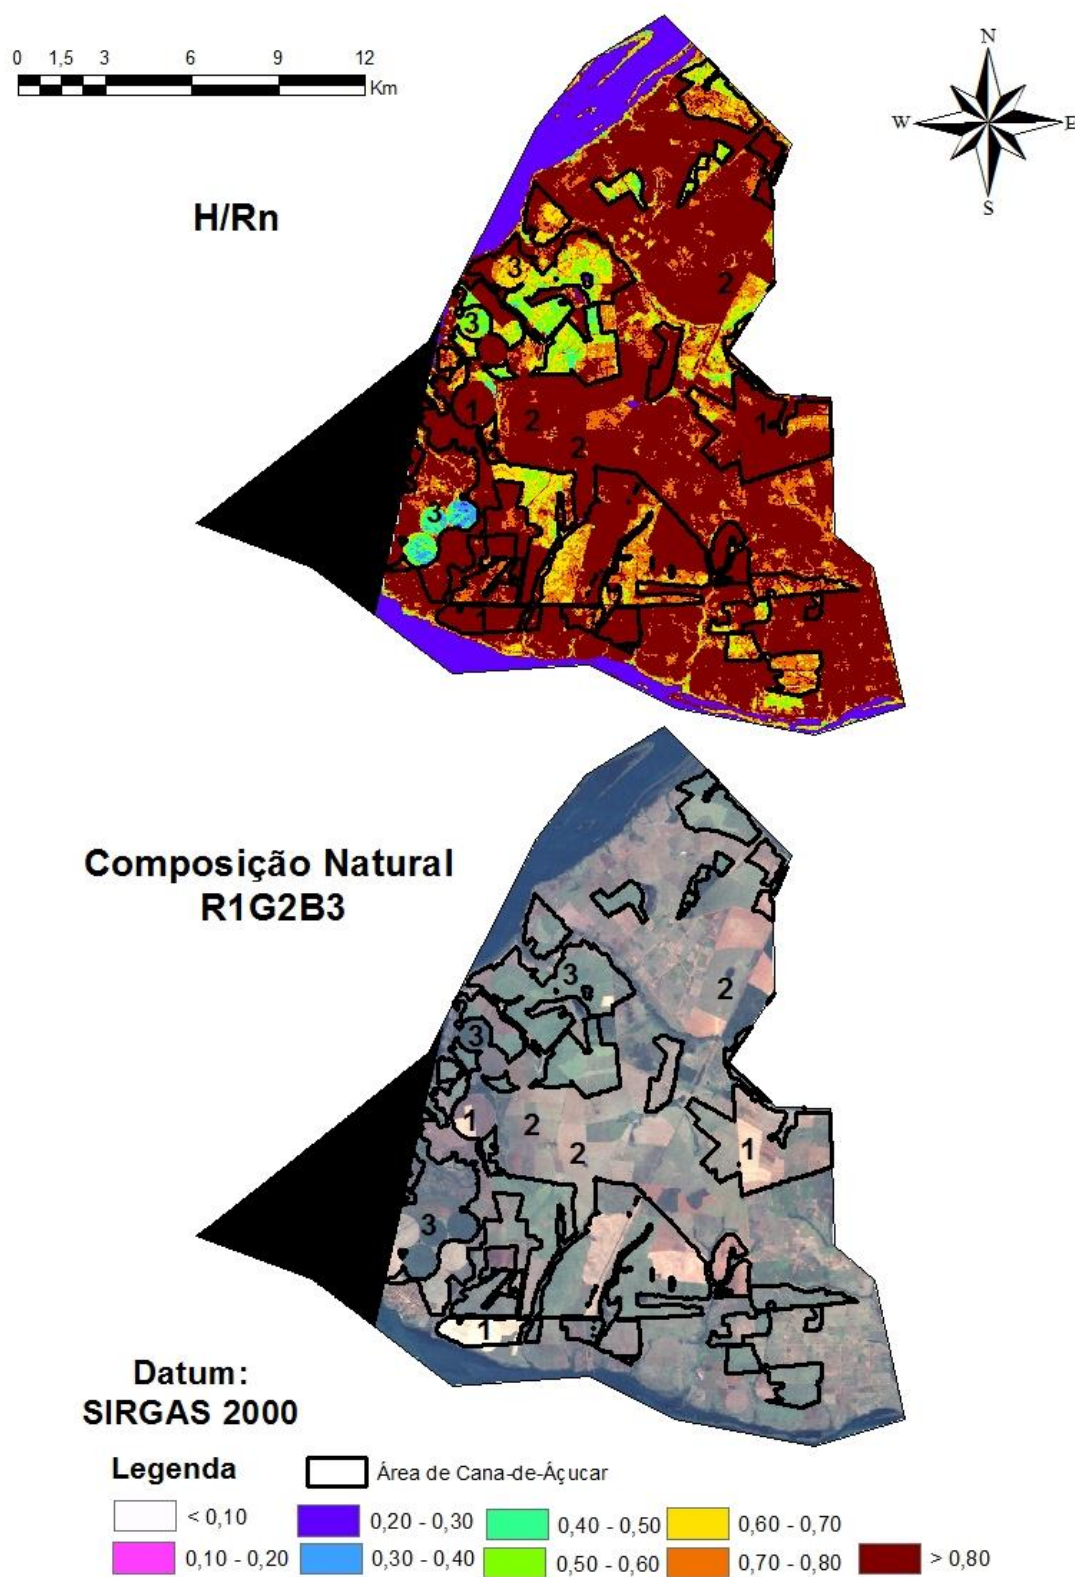 0 1,5 3 6 9 12
Km
N
W E
S
H/Rn
2
3
3
1
2
2
1
3
1
Composição Natural
R1G2B3
3
2
3
1
2
2
1
3
1
Datum:
SIRGAS 2000
Legenda
Área de Cana-de-Áçucar
< 0,10
0,20 - 0,30
0,40 - 0,50
0,60 - 0,70
0,10 - 0,20
0,30 - 0,40
0,50 - 0,60
0,70 - 0,80
> 0,80